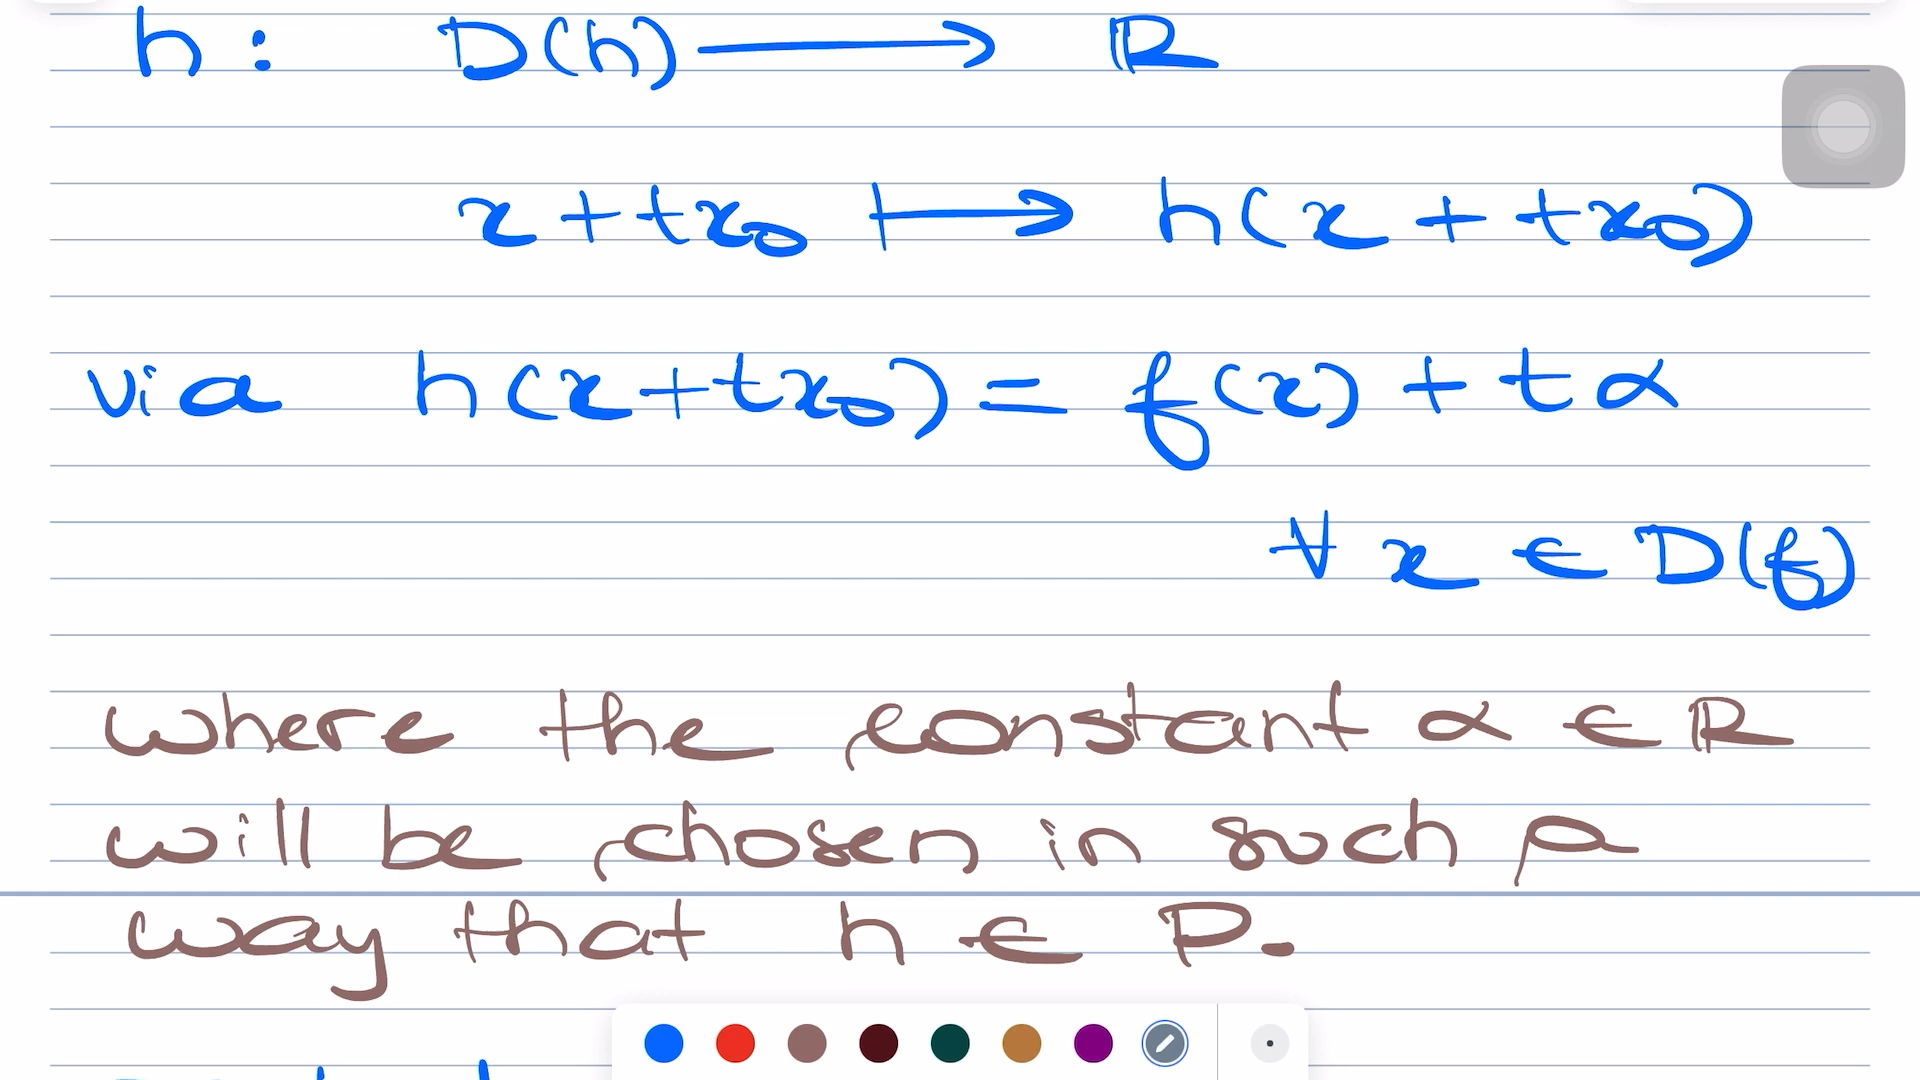 h : D(h) ⟶ ℝ
x + tx₀ ⟼ h(x + tx₀)
via h(x+tx₀) = f(x) + tα
∀ x ∈ D(f)
where the constant α ∈ ℝ
will be chosen in such a
way that h ∈ P.